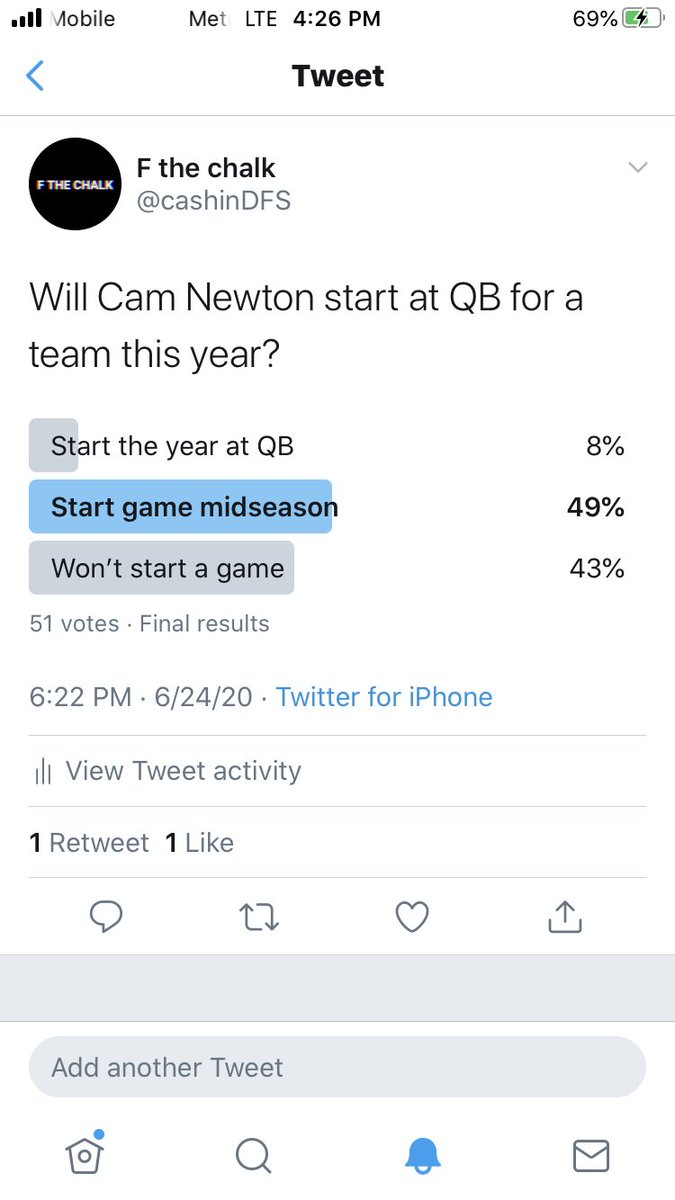 Mobile Met LTE 4:26 PM 69%
Tweet
F THE CHALK
F the chalk
@cashinDFS
Will Cam Newton start at QB for a
team this year?
Start the year at QB 8%
Start game midseason 49%
Won’t start a game 43%
51 votes · Final results
6:22 PM · 6/24/20 · Twitter for iPhone
View Tweet activity
1 Retweet 1 Like
Add another Tweet